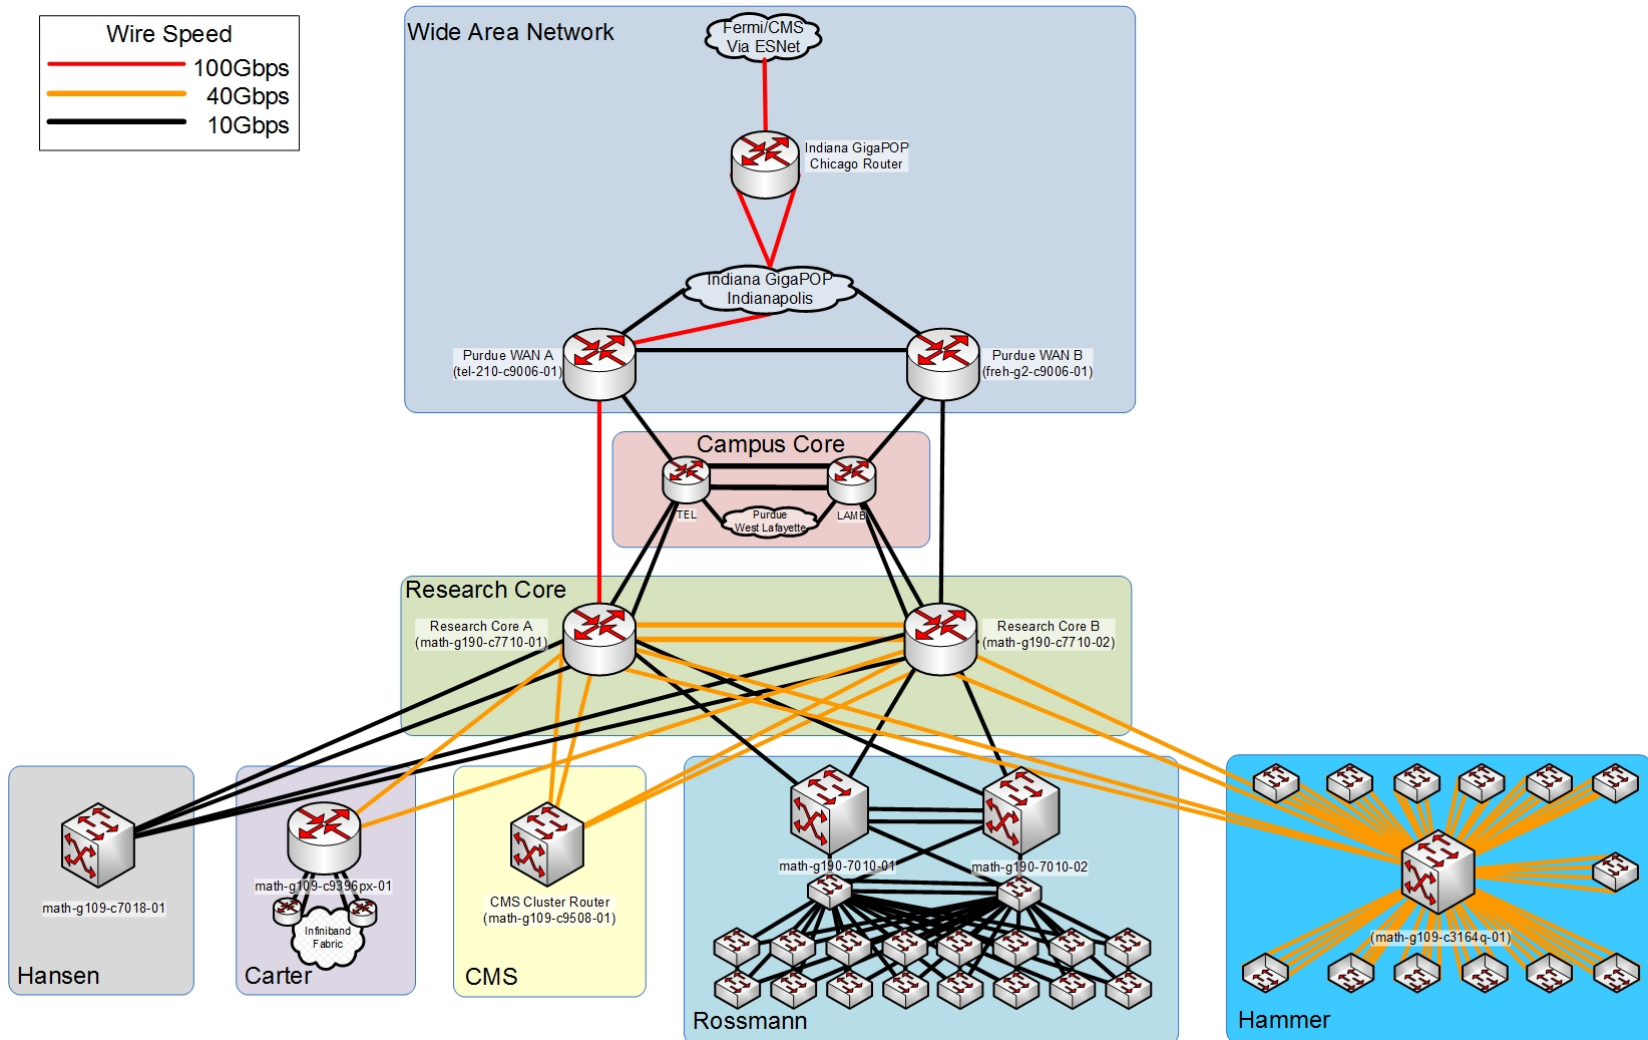 Wire Speed
100Gbps
40Gbps
10Gbps
Wide Area Network
Fermi/CMS
Via ESNet
Indiana GigaPOP
Chicago Router
Indiana GigaPOP
Indianapolis
Purdue WAN A
(tel-210-c9006-01)
Purdue WAN B
(freh-g2-c9006-01)
Campus Core
TEL
Purdue
West Lafayette
LAMB
Research Core
Research Core A
(math-g190-c7710-01)
Research Core B
(math-g190-c7710-02)
math-g109-c7018-01
Hansen
math-g109-c9396px-01
Infiniband
Fabric
Carter
CMS Cluster Router
(math-g109-c9508-01)
CMS
math-g190-7010-01
math-g190-7010-02
Rossmann
(math-g109-c3164q-01)
Hammer